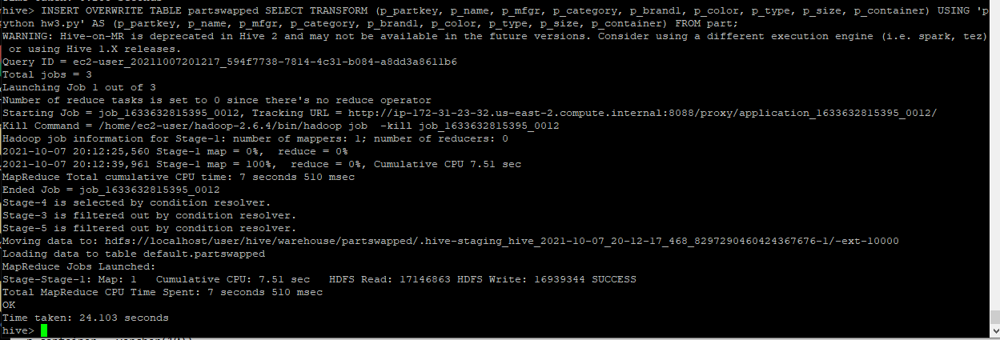 hive> INSERT OVERWRITE TABLE partswapped SELECT TRANSFORM (p_partkey, p_name, p_mfgr, p_category, p_brand1, p_color, p_type, p_size, p_container) USING 'p
ython hw3.py' AS (p_partkey, p_name, p_mfgr, p_category, p_brand1, p_color, p_type, p_size, p_container) FROM part;
WARNING: Hive-on-MR is deprecated in Hive 2 and may not be available in the future versions. Consider using a different execution engine (i.e. spark, tez)
or using Hive 1.X releases.
Query ID = ec2-user_20211007201217_594f7738-7814-4c31-b084-a8dd3a8611b6
Total jobs = 3
Launching Job 1 out of 3
Number of reduce tasks is set to 0 since there's no reduce operator
Starting Job = job_1633632815395_0012, Tracking URL = http://ip-172-31-23-32.us-east-2.compute.internal:8088/proxy/application_1633632815395_0012/
Kill Command = /home/ec2-user/hadoop-2.6.4/bin/hadoop job  -kill job_1633632815395_0012
Hadoop job information for Stage-1: number of mappers: 1; number of reducers: 0
2021-10-07 20:12:25,560 Stage-1 map = 0%,  reduce = 0%
2021-10-07 20:12:39,961 Stage-1 map = 100%,  reduce = 0%, Cumulative CPU 7.51 sec
MapReduce Total cumulative CPU time: 7 seconds 510 msec
Ended Job = job_1633632815395_0012
Stage-4 is selected by condition resolver.
Stage-3 is filtered out by condition resolver.
Stage-5 is filtered out by condition resolver.
Moving data to: hdfs://localhost/user/hive/warehouse/partswapped/.hive-staging_hive_2021-10-07_20-12-17_468_8297290460424367676-1/-ext-10000
Loading data to table default.partswapped
MapReduce Jobs Launched:
Stage-Stage-1: Map: 1   Cumulative CPU: 7.51 sec   HDFS Read: 17146863 HDFS Write: 16939344 SUCCESS
Total MapReduce CPU Time Spent: 7 seconds 510 msec
OK
Time taken: 24.103 seconds
hive>